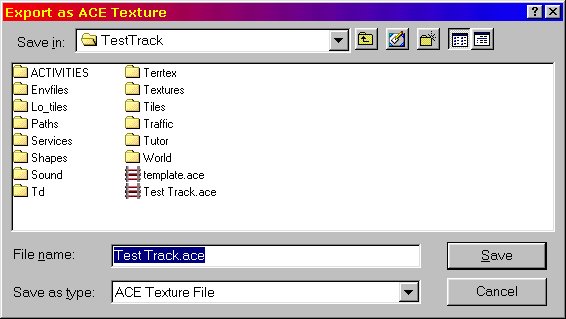 Export as ACE Texture
Save in: TestTrack
ACTIVITIES
Envfiles
Lo_tiles
Paths
Services
Shapes
Sound
Td
Terrtex
Textures
Tiles
Traffic
Tutor
World
template.ace
Test Track.ace
File name: Test Track.ace
Save
Save as type: ACE Texture File
Cancel